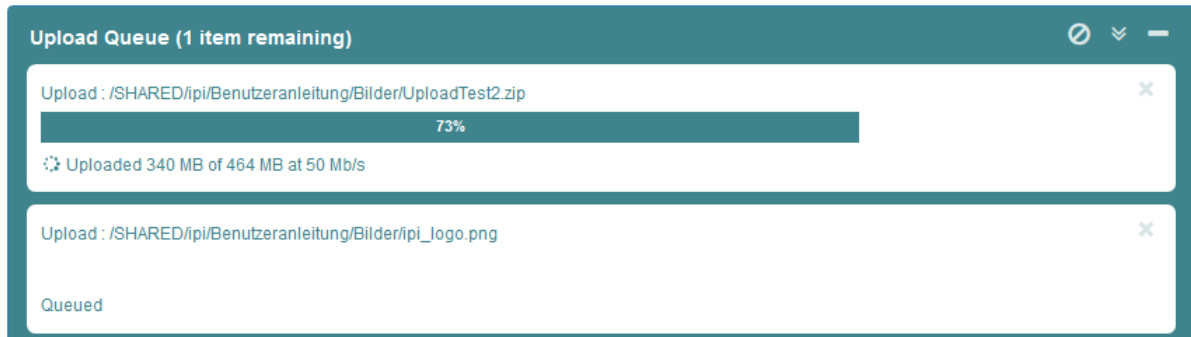 Upload Queue (1 item remaining)
Upload : /SHARED/ipi/Benutzeranleitung/Bilder/UploadTest2.zip
73%
Uploaded 340 MB of 464 MB at 50 Mb/s
Upload : /SHARED/ipi/Benutzeranleitung/Bilder/ipi_logo.png
Queued